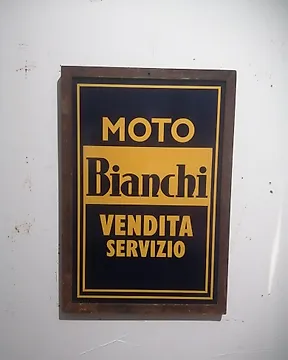 MOTO
Bianchi
VENDITA
SERVIZIO